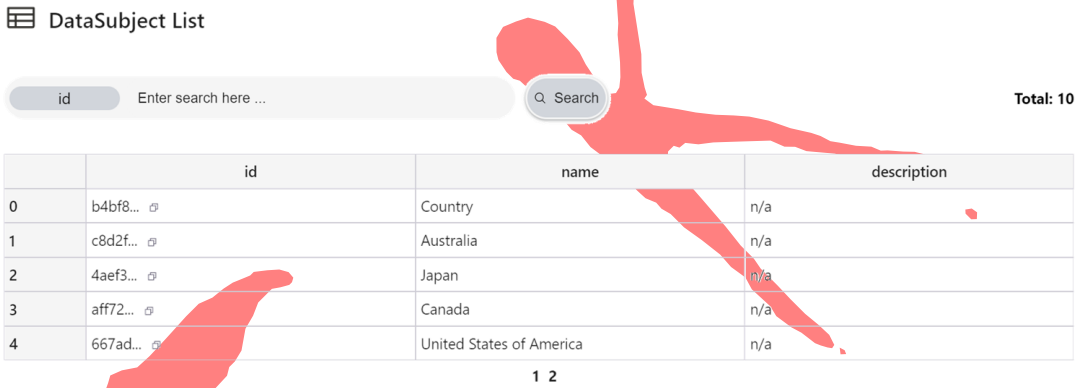 DataSubject List
id Enter search here ... Search Total: 10
id name description
0 b4bf8... Country n/a
1 c8d2f... Australia n/a
2 4aef3... Japan n/a
3 aff72... Canada n/a
4 667ad... United States of America n/a
1 2